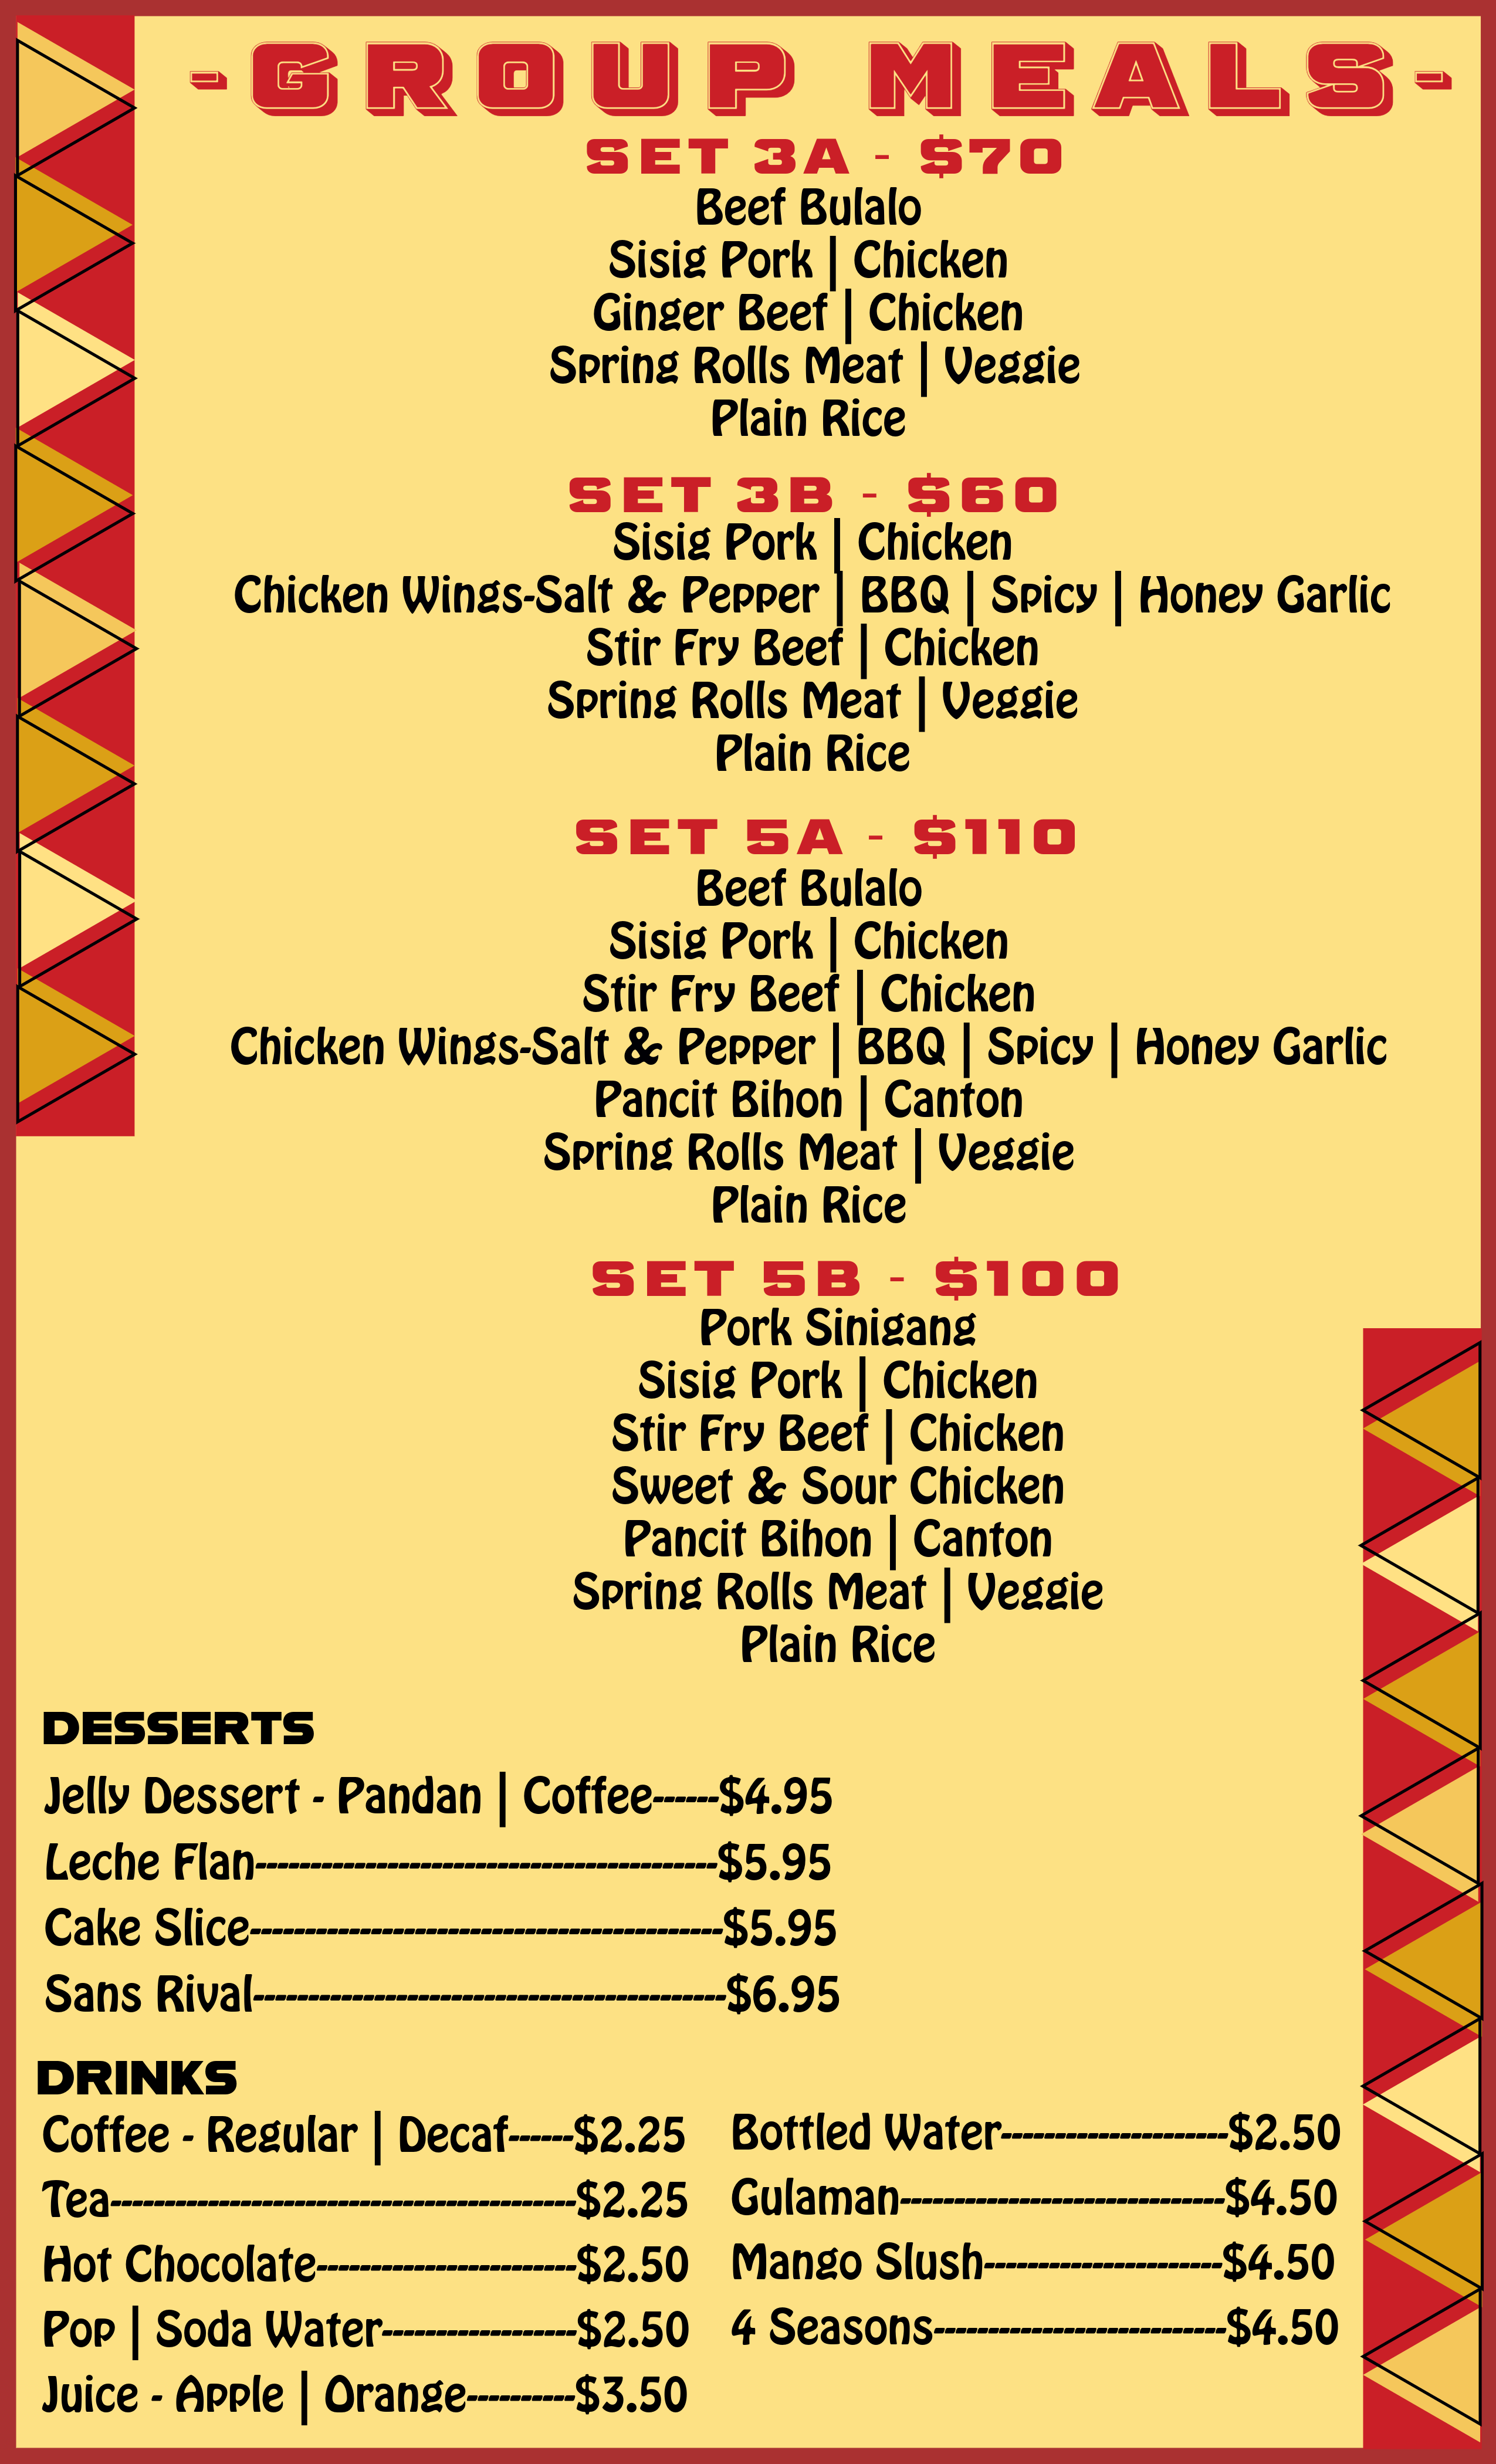 -GROUP MEALS-
SET 3A - $70
Beef Bulalo
Sisig Pork | Chicken
Ginger Beef | Chicken
Spring Rolls Meat | Veggie
Plain Rice
SET 3B - $60
Sisig Pork | Chicken
Chicken Wings-Salt & Pepper | BBQ | Spicy | Honey Garlic
Stir Fry Beef | Chicken
Spring Rolls Meat | Veggie
Plain Rice
SET 5A - $110
Beef Bulalo
Sisig Pork | Chicken
Stir Fry Beef | Chicken
Chicken Wings-Salt & Pepper | BBQ | Spicy | Honey Garlic
Pancit Bihon | Canton
Spring Rolls Meat | Veggie
Plain Rice
SET 5B - $100
Pork Sinigang
Sisig Pork | Chicken
Stir Fry Beef | Chicken
Sweet & Sour Chicken
Pancit Bihon | Canton
Spring Rolls Meat | Veggie
Plain Rice
DESSERTS
Jelly Dessert - Pandan | Coffee------$4.95
Leche Flan------------------------------------------$5.95
Cake Slice-------------------------------------------$5.95
Sans Rival-------------------------------------------$6.95
DRINKS
Coffee - Regular | Decaf------$2.25
Tea-------------------------------------------$2.25
Hot Chocolate------------------------$2.50
Pop | Soda Water------------------$2.50
Juice - Apple | Orange----------$3.50
Bottled Water---------------------$2.50
Gulaman------------------------------$4.50
Mango Slush----------------------$4.50
4 Seasons---------------------------$4.50